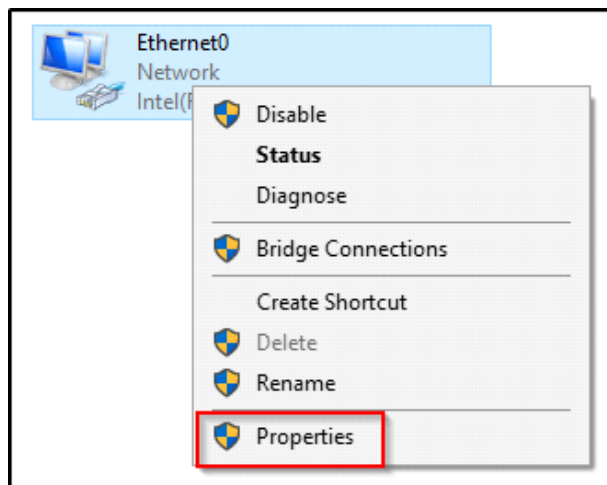 Ethernet0
Network
Disable
Status
Diagnose
Bridge Connections
Create Shortcut
Delete
Rename
Properties